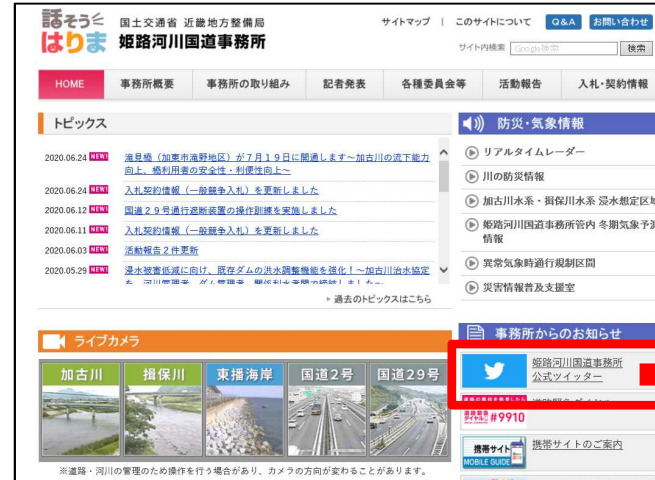 話そう
はりま
国土交通省 近畿地方整備局
姫路河川国道事務所
サイトマップ | このサイトについて Q&A お問い合わせ
サイト内検索 Google検索 検索
HOME 事務所概要 事務所の取り組み 記者発表 各種委員会等 活動報告 入札・契約情報
トピックス
2020.06.24 NEW! 滝見橋（加東市滝野地区）が７月１９日に開通します～加古川の流下能力
向上、橋利用者の安全性・利便性向上～
2020.06.24 NEW! 入札契約情報（一般競争入札）を更新しました
2020.06.12 NEW! 国道２９号通行遮断装置の操作訓練を実施しました
2020.06.11 NEW! 入札契約情報（一般競争入札）を更新しました
2020.06.03 NEW! 活動報告２件更新
2020.05.29 NEW! 浸水被害低減に向け、既存ダムの洪水調整機能を強化！～加古川治水協定
過去のトピックスはこちら
防災・気象情報
リアルタイムレーダー
川の防災情報
加古川水系・揖保川水系 浸水想定区域
姫路河川国道事務所管内 冬期気象予測
情報
異常気象時通行規制区間
災害情報普及支援室
ライブカメラ
加古川 揖保川 東播海岸 国道2号 国道29号
※道路・河川の管理のため操作を行う場合があり、カメラの方向が変わることがあります。
事務所からのお知らせ
姫路河川国道事務所
公式ツイッター
道路緊急
ダイヤル #9910
携帯サイト
MOBILE GUIDE
携帯サイトのご案内